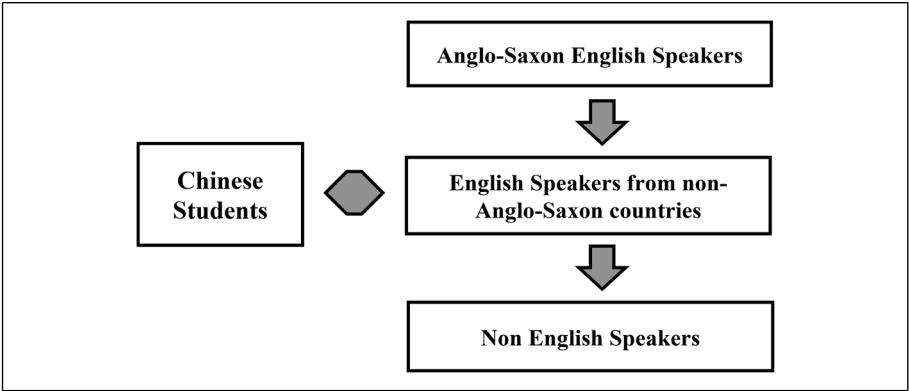 Anglo-Saxon English Speakers
Chinese
Students
English Speakers from non-
Anglo-Saxon countries
Non English Speakers